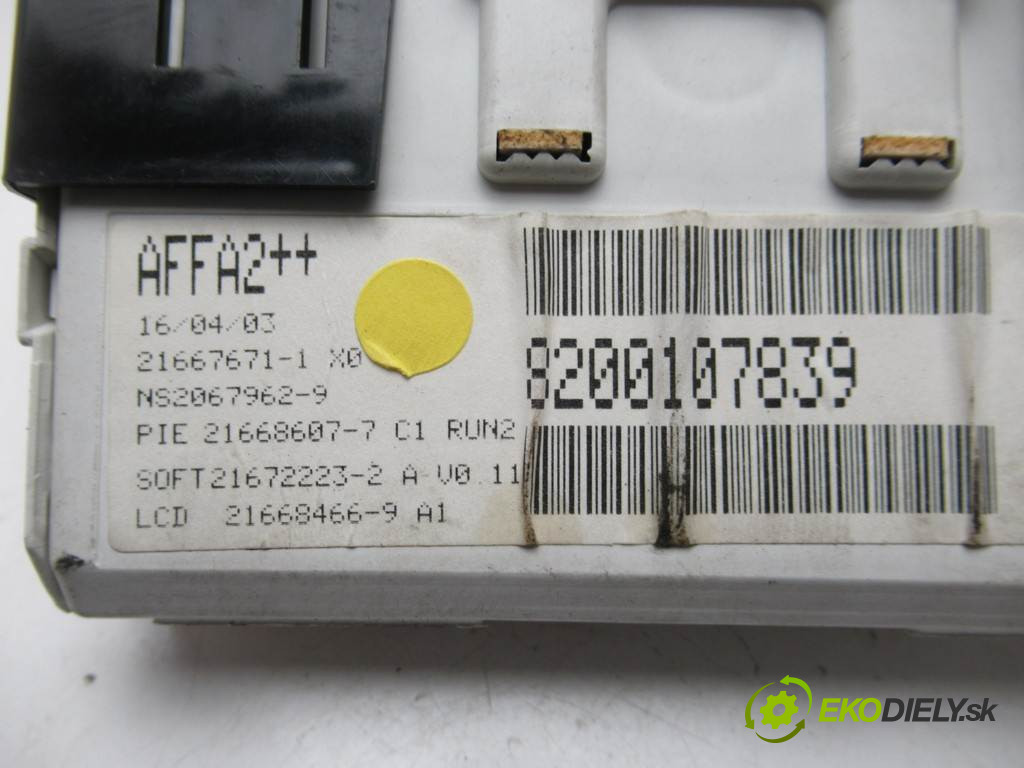 AFFA2++
16/04/03
21667671-1 X0
NS2067962-9
PIE 21668607-7 C1 RUN2
SOFT21672223-2 A V0.11
LCD 21668466-9 A1
8200107839
EKODIELY.sk